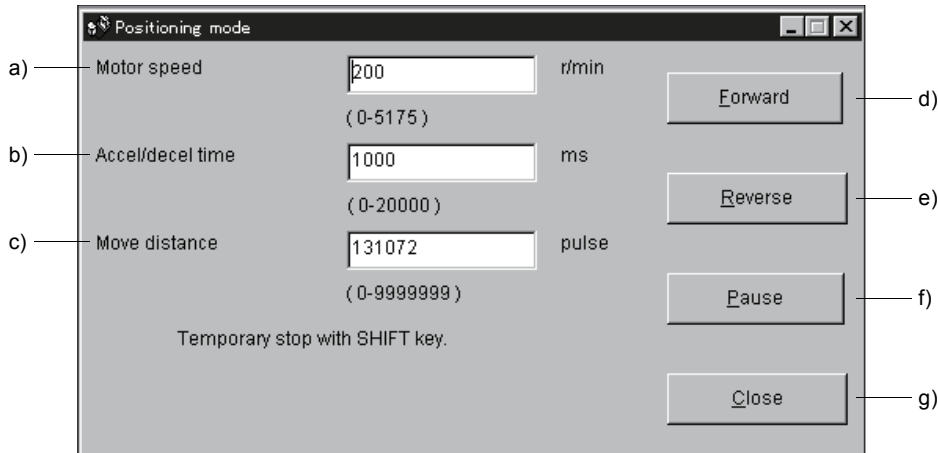 Positioning mode
a) Motor speed 200 r/min
(0-5175)
Forward d)
b) Accel/decel time 1000 ms
(0-20000)
Reverse e)
c) Move distance 131072 pulse
(0-9999999)
Pause f)
Temporary stop with SHIFT key.
Close g)